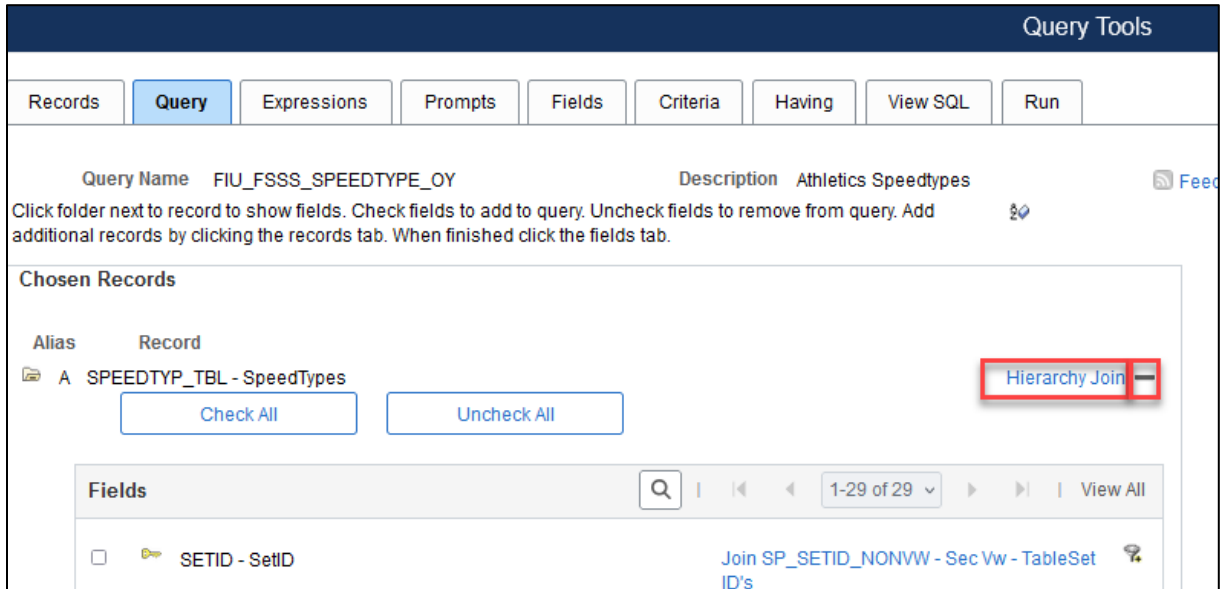 Query Tools
Records Query Expressions Prompts Fields Criteria Having View SQL Run
Query Name FIU_FSSS_SPEEDTYPE_OY Description Athletics Speedtypes
Click folder next to record to show fields. Check fields to add to query. Uncheck fields to remove from query. Add
additional records by clicking the records tab. When finished click the fields tab.
Chosen Records
Alias Record
A SPEEDTYP_TBL - SpeedTypes Hierarchy Join
Check All Uncheck All
Fields 1-29 of 29 View All
SETID - SetID Join SP_SETID_NONVW - Sec Vw - TableSet
ID's